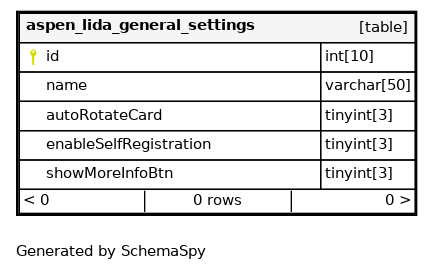 aspen_lida_general_settings [table]
id int[10]
name varchar[50]
autoRotateCard tinyint[3]
enableSelfRegistration tinyint[3]
showMoreInfoBtn tinyint[3]
< 0 0 rows 0 >
Generated by SchemaSpy